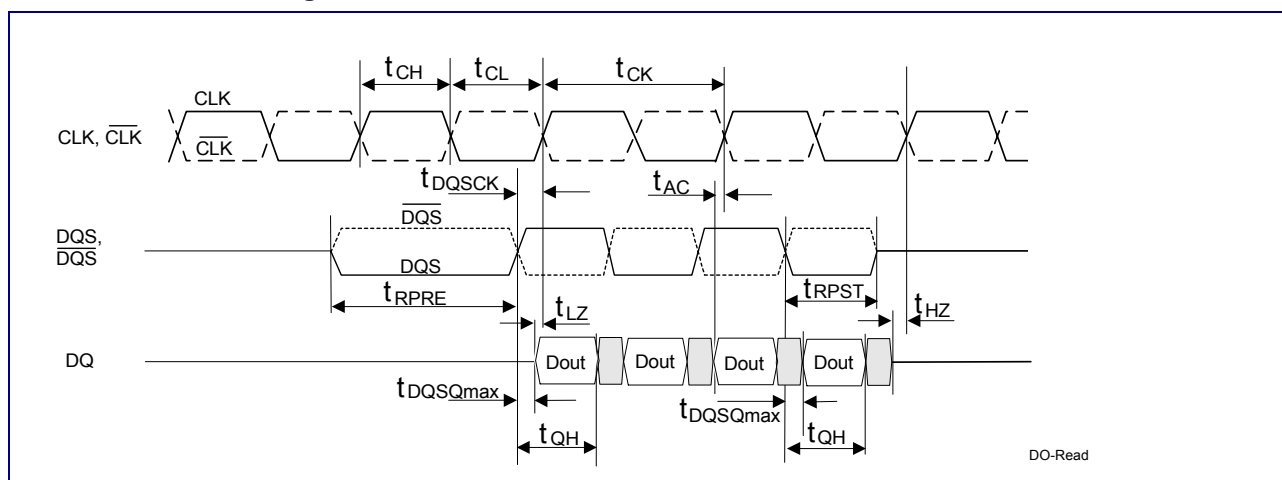 g
tCH tCL tCK
CLK
CLK, CLK
CLK
tDQSCK tAC
DQS
DQS,
DQS
DQS
tRPRE tLZ tRPST tHZ
DQ Dout Dout Dout Dout
tDQSQmax tDQSQmax
tQH tQH
DO-Read